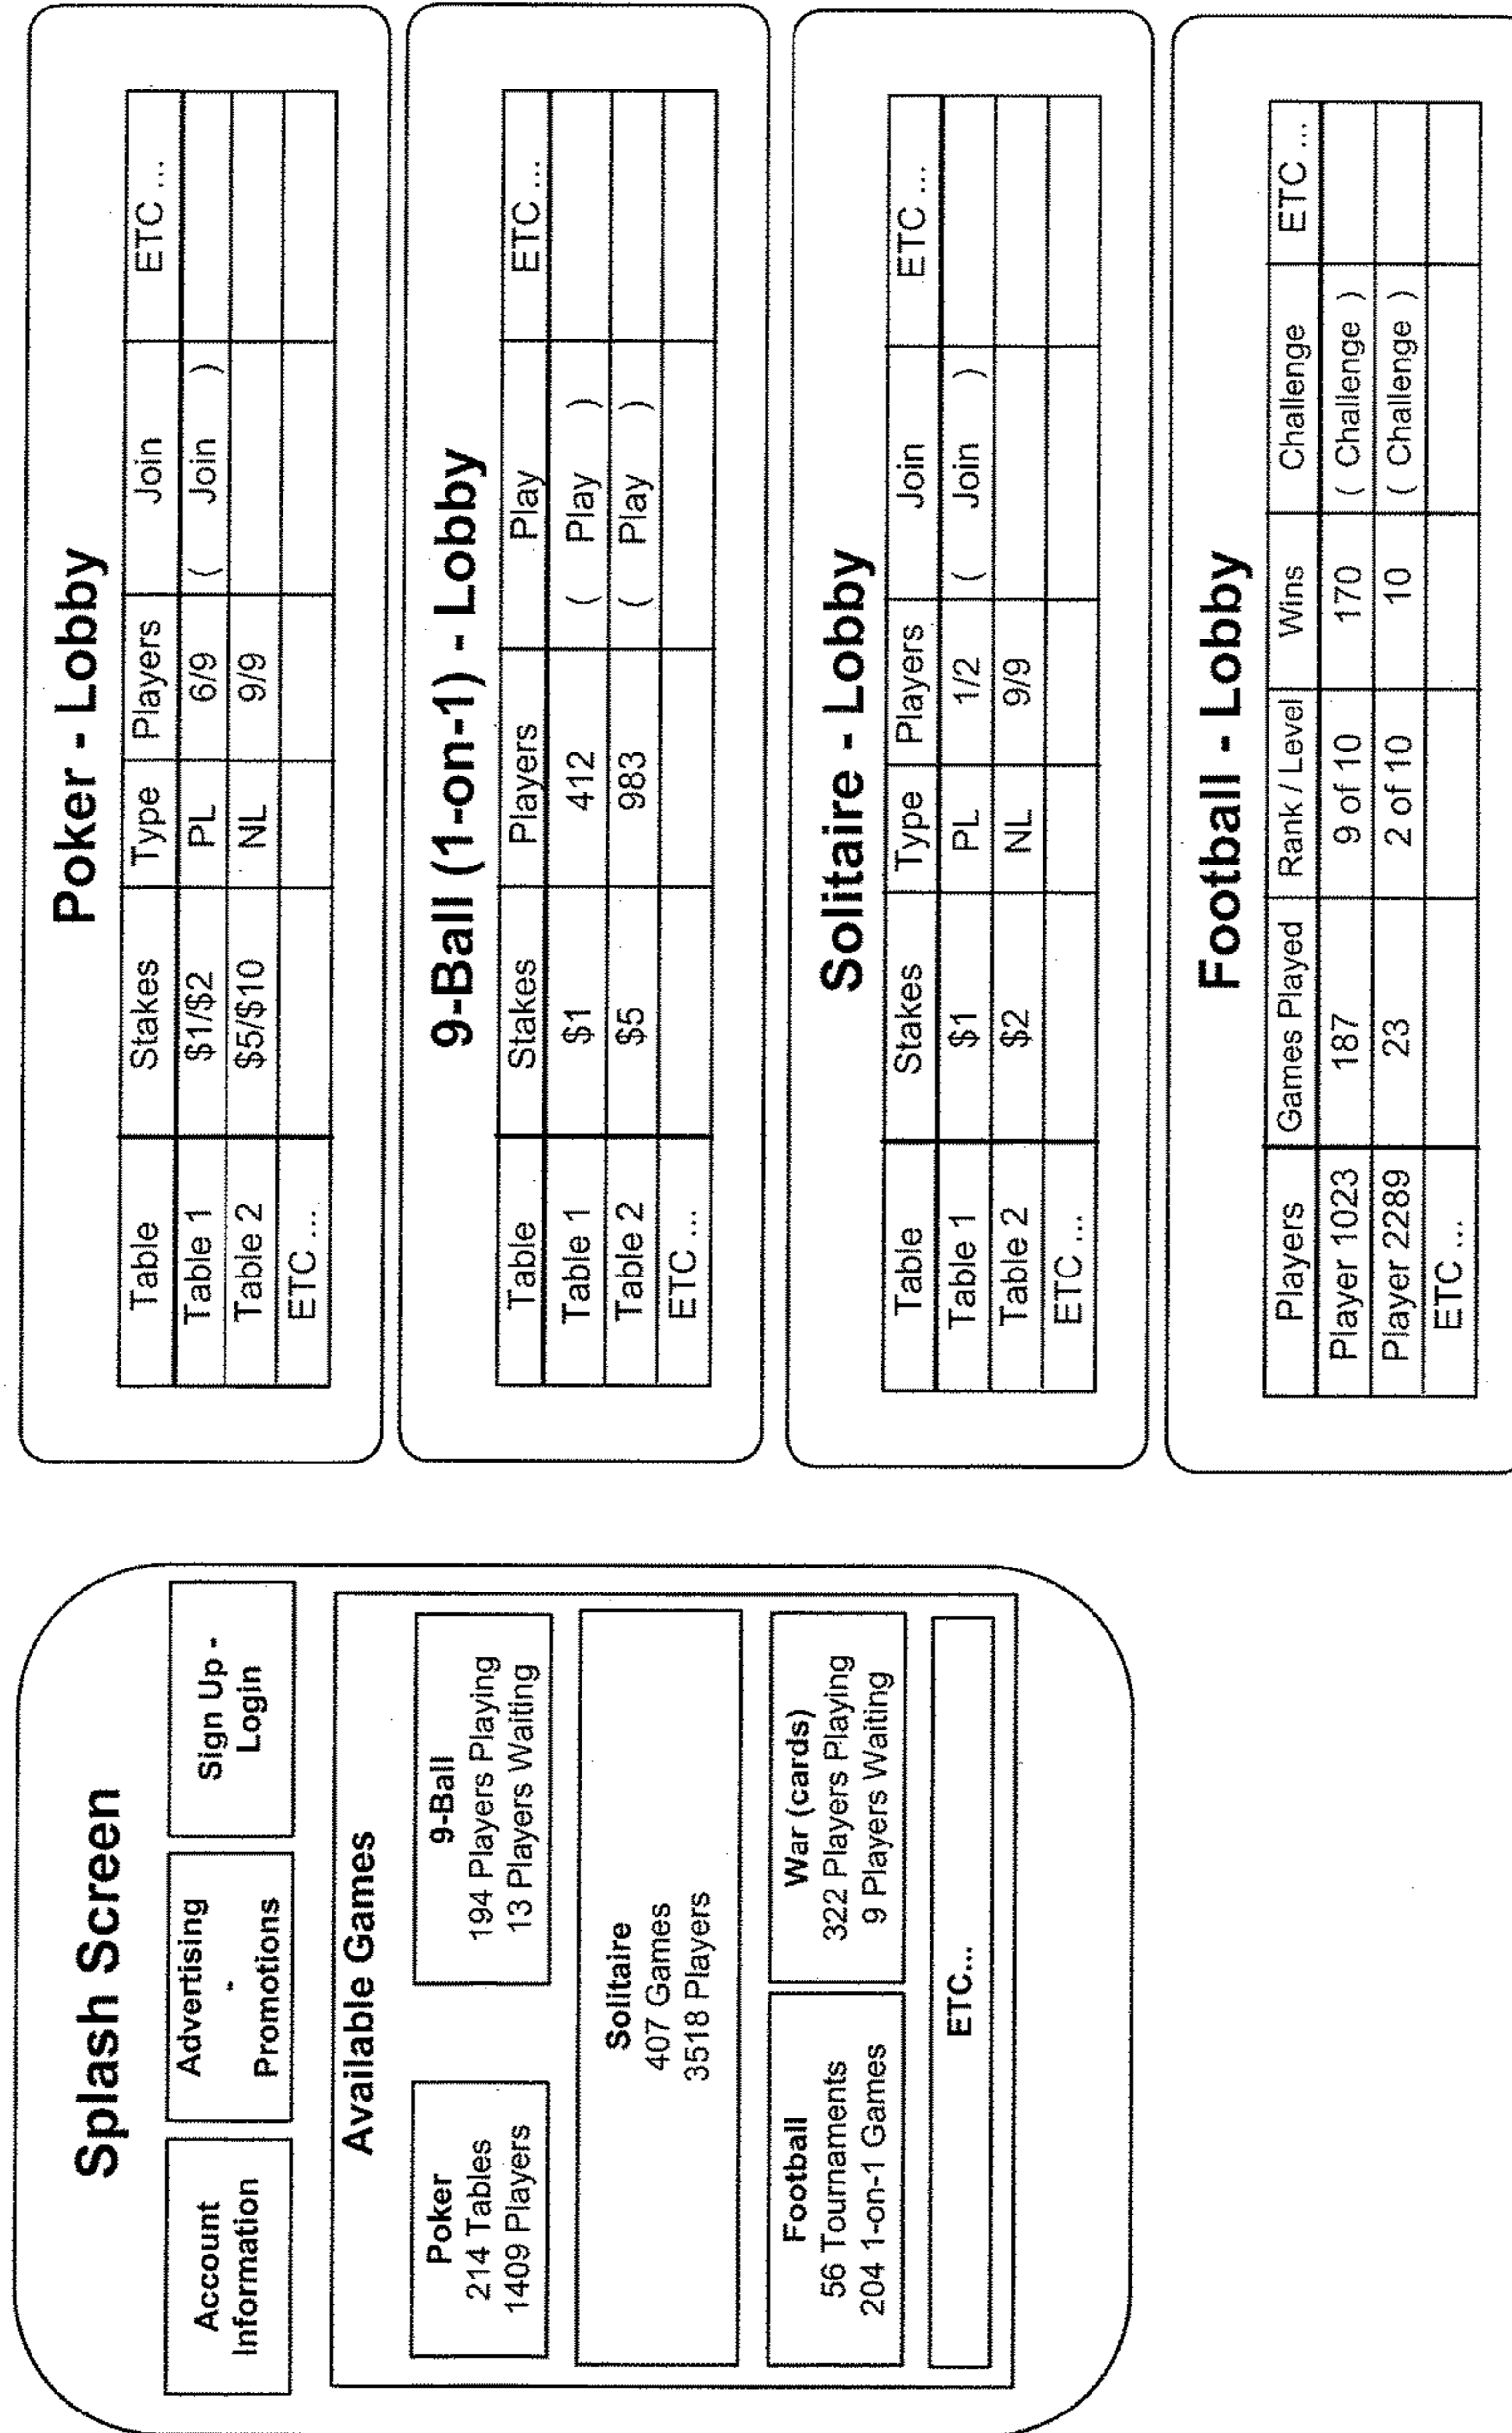 Splash Screen
Account
Information
Advertising
-
Promotions
Sign Up -
Login
Available Games
Poker
214 Tables
1409 Players
9-Ball
194 Players Playing
13 Players Waiting
Solitaire
407 Games
3518 Players
Football
56 Tournaments
204 1-on-1 Games
War (cards)
322 Players Playing
9 Players Waiting
ETC...
Poker - Lobby
Table Stakes Type Players Join ETC ...
Table 1 $1/$2 PL 6/9 ( Join )
Table 2 $5/$10 NL 9/9
ETC ...
9-Ball (1-on-1) - Lobby
Table Stakes Players Play ETC ...
Table 1 $1 412 ( Play )
Table 2 $5 983 ( Play )
ETC ...
Solitaire - Lobby
Table Stakes Type Players Join ETC ...
Table 1 $1 PL 1/2 ( Join )
Table 2 $2 NL 9/9
ETC ...
Football - Lobby
Players Games Played Rank / Level Wins Challenge ETC ...
Player 1023 187 9 of 10 170 ( Challenge )
Player 2289 23 2 of 10 10 ( Challenge )
ETC ...